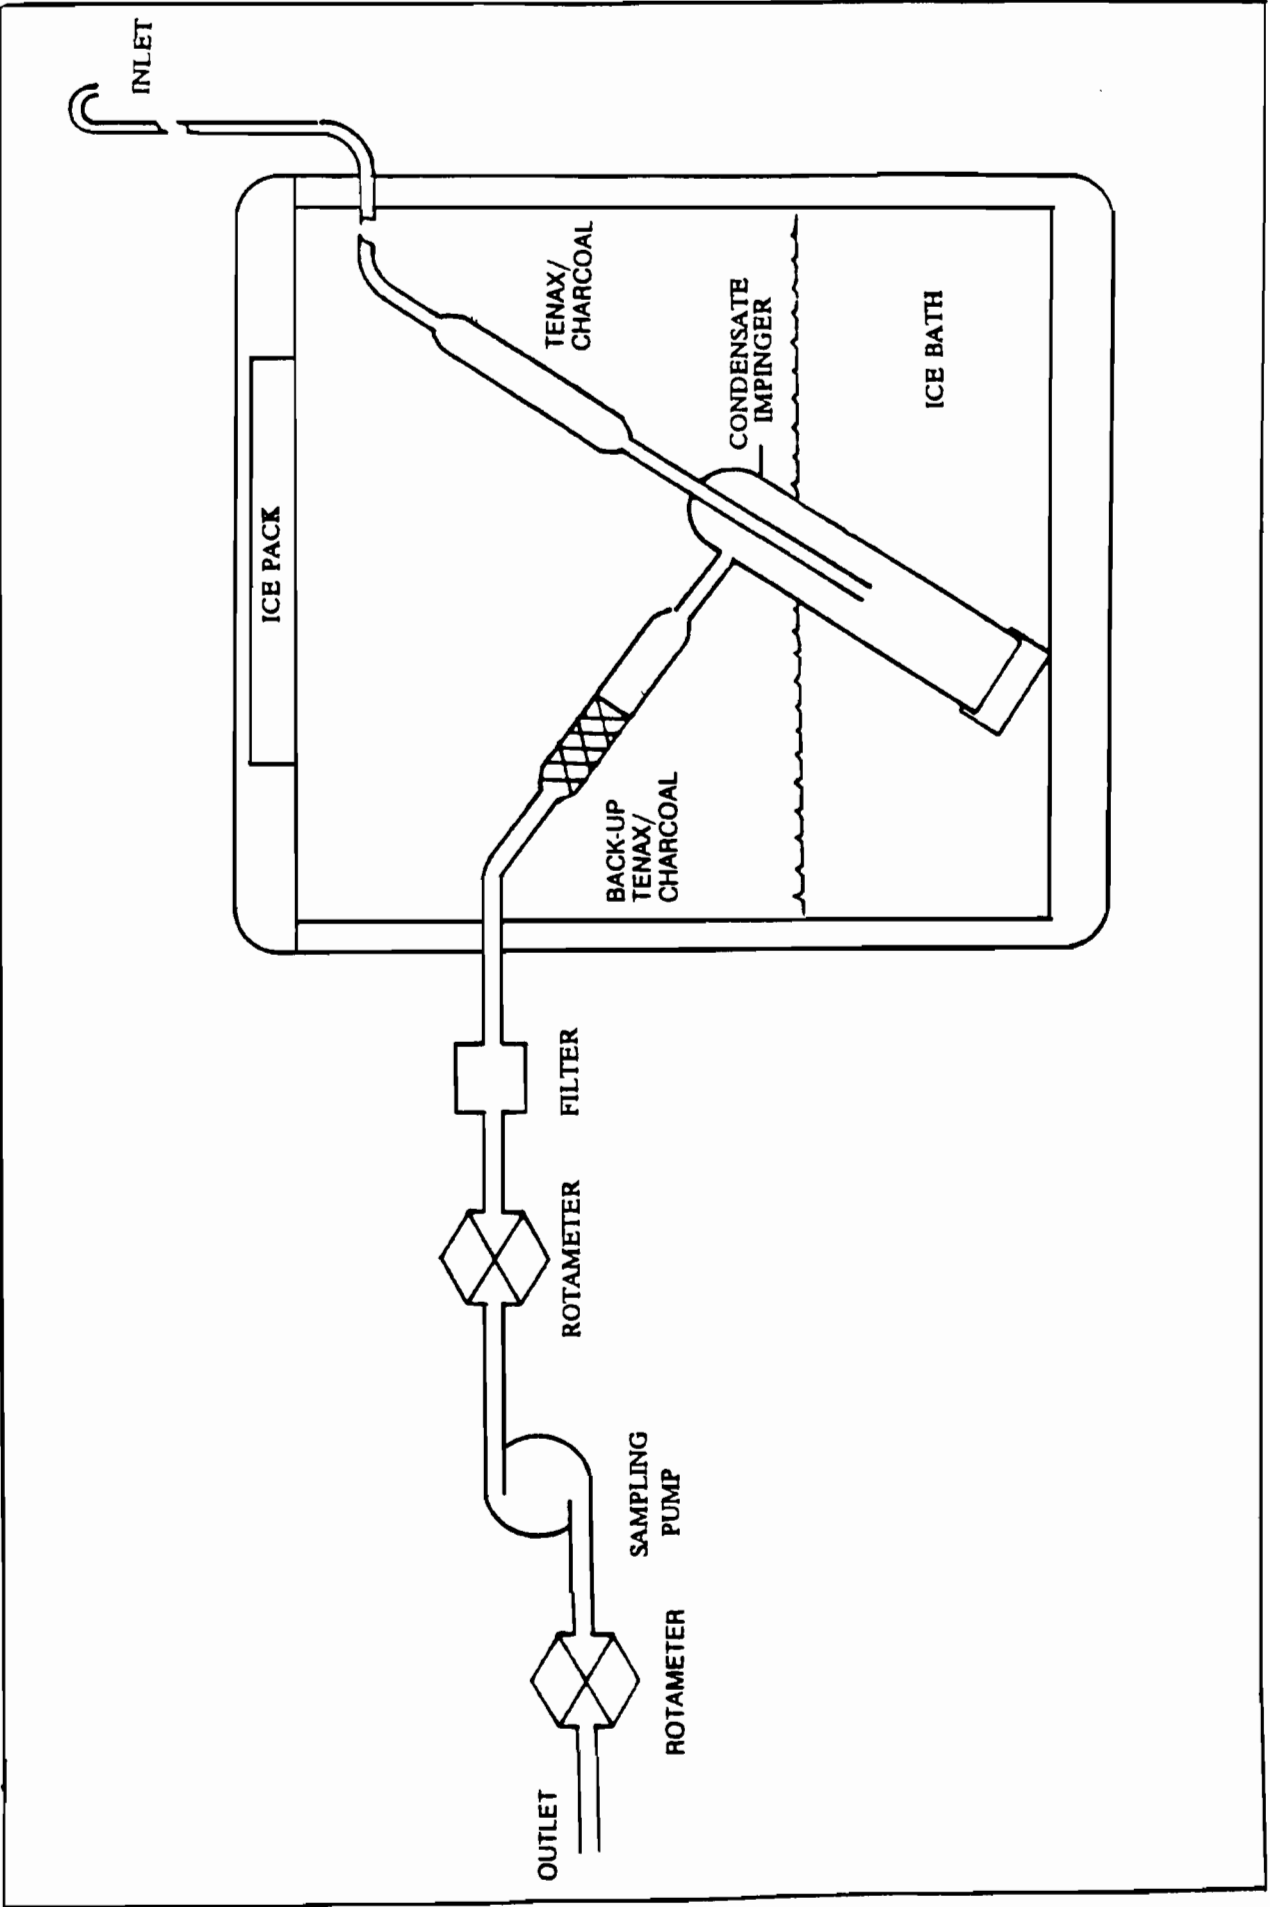 INLET
ICE PACK
TENAX/
CHARCOAL
CONDENSATE
IMPINGER
ICE BATH
BACK-UP
TENAX/
CHARCOAL
FILTER
ROTAMETER
SAMPLING
PUMP
ROTAMETER
OUTLET